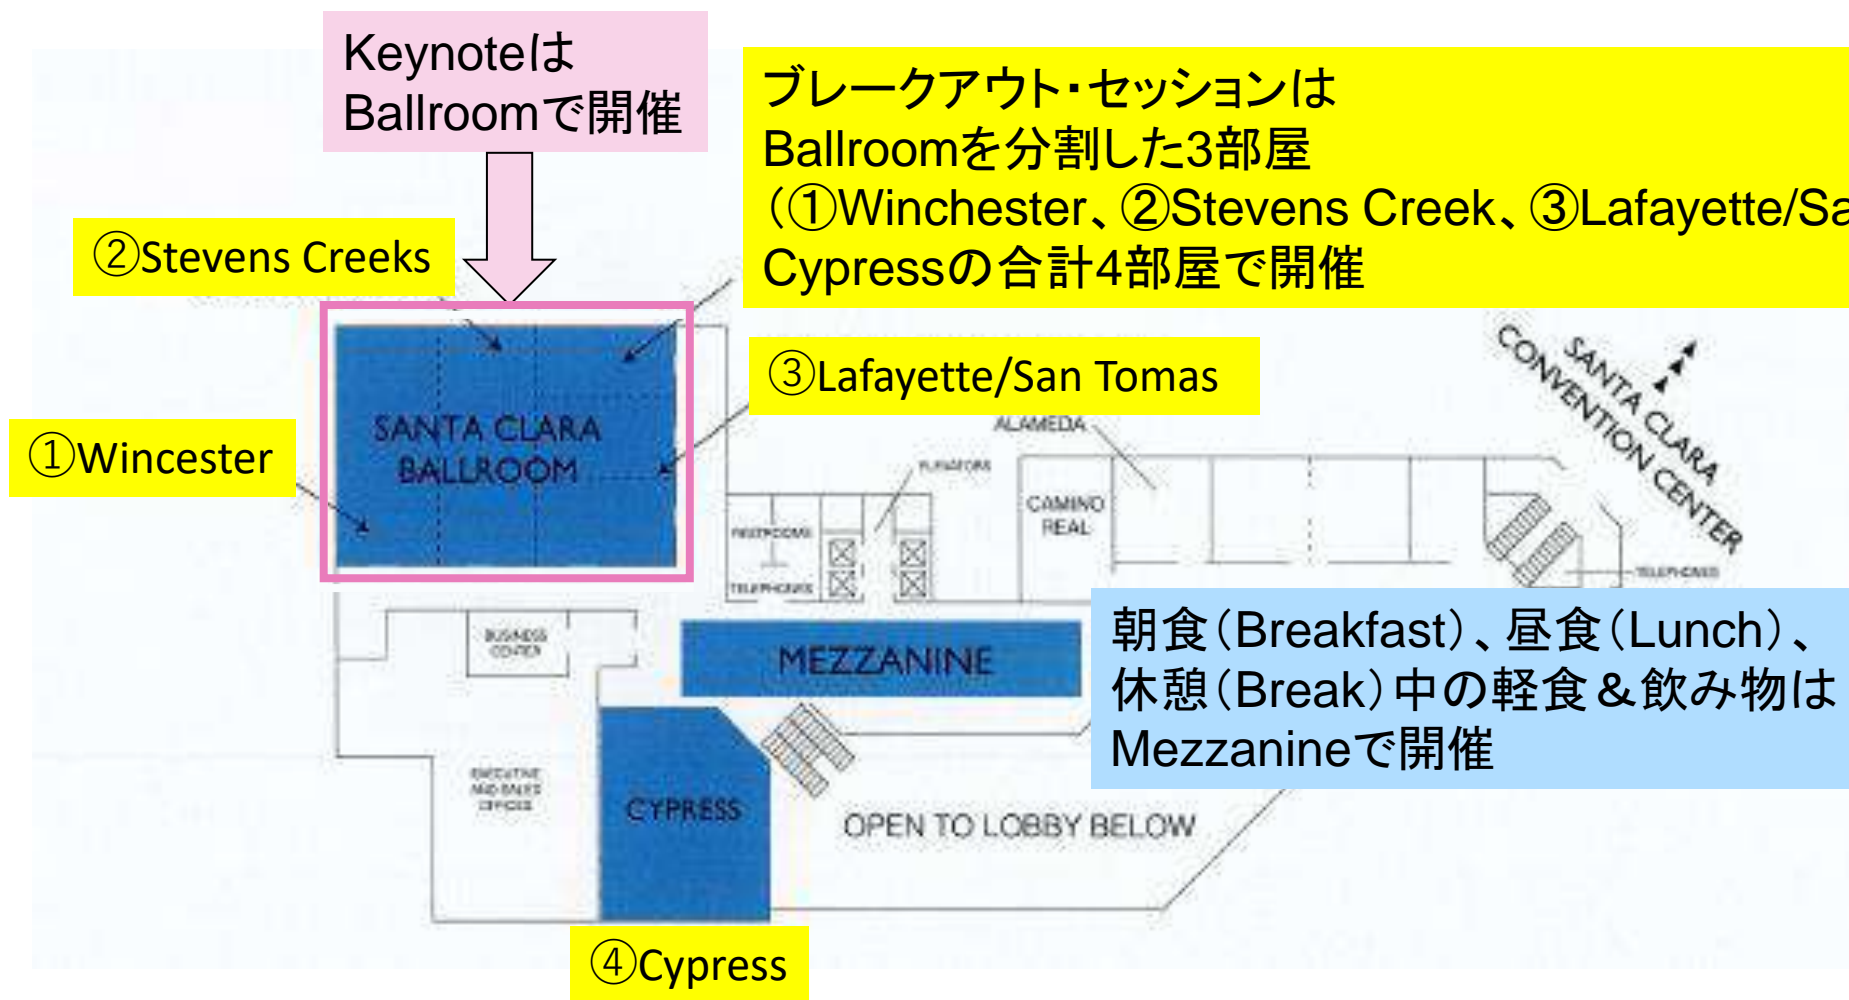 Keynoteは
Ballroomで開催
ブレークアウト・セッションは
Ballroomを分割した3部屋
（①Winchester、②Stevens Creek、③Lafayette/Sa
Cypressの合計4部屋で開催
②Stevens Creeks
③Lafayette/San Tomas
①Wincester
SANTA CLARA
BALLROOM
SANTA CLARA
CONVENTION CENTER
ALAMEDA
ELEVATORS
CAMINO
REAL
RESTROOMS
TELEPHONES
TELEPHONES
BUSINESS
CENTER
MEZZANINE
朝食（Breakfast）、昼食（Lunch）、
休憩（Break）中の軽食＆飲み物は
Mezzanineで開催
EXECUTIVE
AND SALES
OFFICES
CYPRESS
OPEN TO LOBBY BELOW
④Cypress